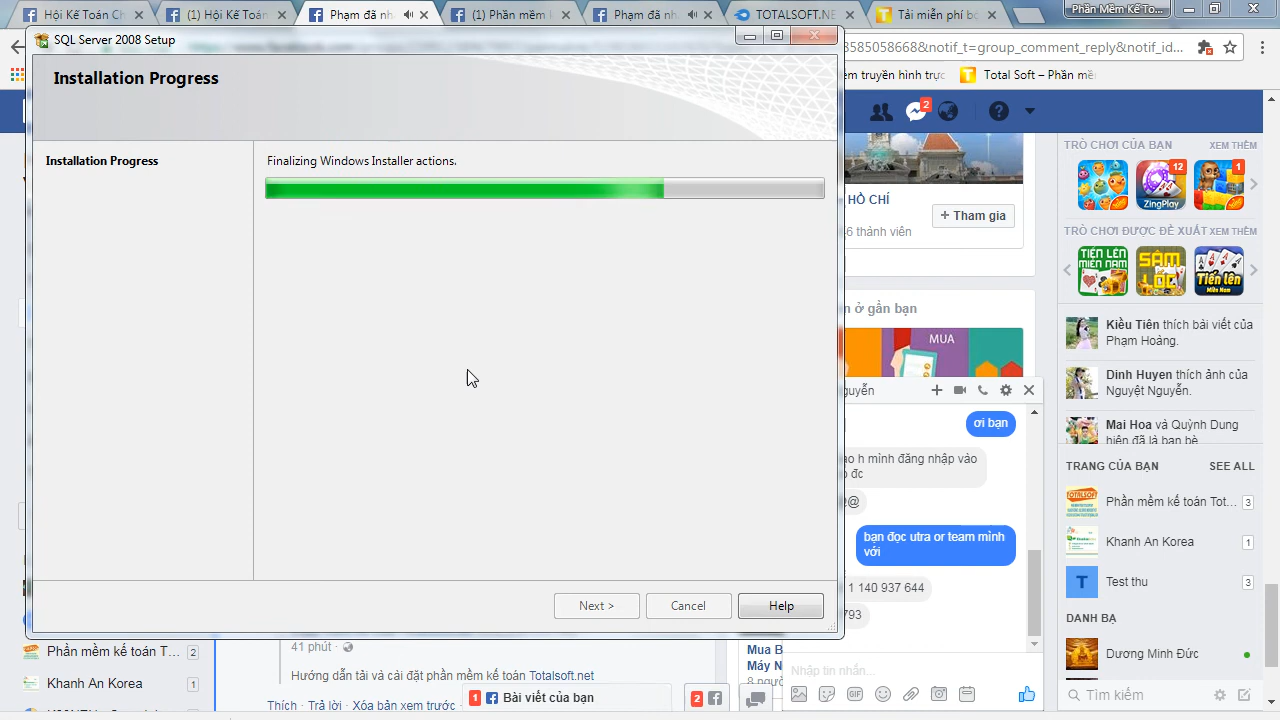 Hội Kế Toán Ch
(1) Hội Kế Toán
Phạm đã nh
(1) Phần mềm k
Phạm đã nh
TOTALSOFT.NE
Tải miễn phí bộ
Phần Mềm Kế To...
SQL Server 2008 Setup
8585058668&notif_t=group_comment_reply&notif_id...
Installation Progress
em truyền hình trực
Total Soft – Phần mề
2
Installation Progress
Finalizing Windows Installer actions.
TRÒ CHƠI CỦA BẠN
XEM THÊM
12
1
ZingPlay
HỒ CHÍ
6 thành viên
+ Tham gia
TRÒ CHƠI ĐƯỢC ĐỀ XUẤT
XEM THÊM
TIẾN LÊN
MIỀN NAM
SÂM
LỐC
Tiến lên
Miền Nam
n ở gần bạn
MUA
Kiều Tiên thích bài viết của
Phạm Hoàng.
Dinh Huyen thích ảnh của
Nguyệt Nguyễn.
Mai Hoa và Quỳnh Dung
hiện đã là bạn bè
guyễn
ơi bạn
ao h mình đăng nhập vào
o đc
@
bạn đọc utra or team mình
với
1 140 937 644
793
TRANG CỦA BẠN
SEE ALL
TOTALSOFT
Phần mềm kế toán Tot...
3
Khanh An Korea
1
T
Test thu
3
DANH BẠ
Dương Minh Đức
Tìm kiếm
Next >
Cancel
Help
Phần mềm kế toán T...
2
Khanh An Korea
1
41 phút ·
Hướng dẫn tải và cài đặt phần mềm kế toán Totalsoft.net
Thích · Trả lời · Xóa bản xem trước
1
Bài viết của bạn
2
Mua B
Máy N
8 ngườ
Nhập tin nhắn...
GIF